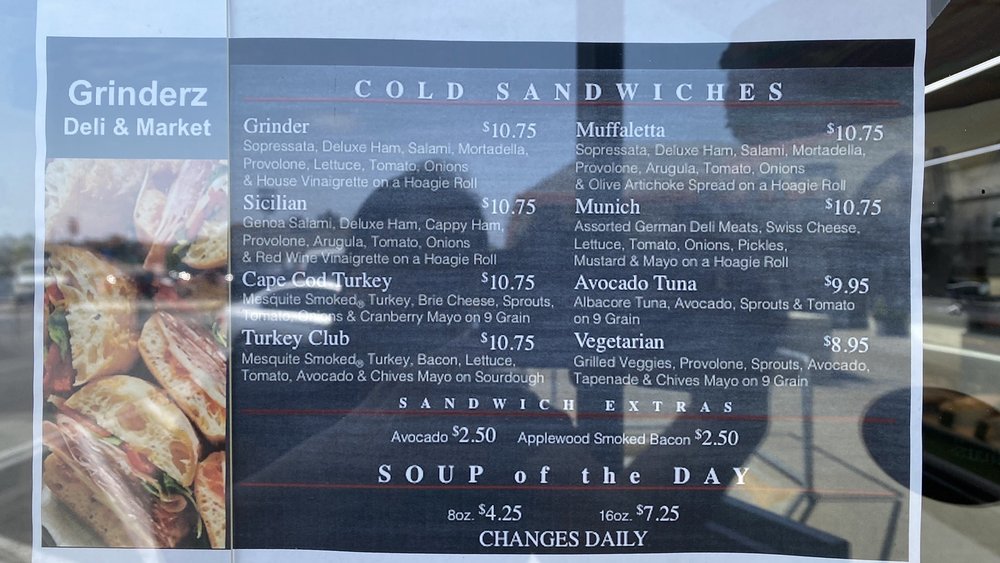 Grinderz
Deli & Market
COLD SANDWICHES
Grinder $10.75
Sopressata, Deluxe Ham, Salami, Mortadella,
Provolone, Lettuce, Tomato, Onions
& House Vinaigrette on a Hoagie Roll
Sicilian $10.75
Genoa Salami, Deluxe Ham, Cappy Ham,
Provolone, Arugula, Tomato, Onions
& Red Wine Vinaigrette on a Hoagie Roll
Cape Cod Turkey $10.75
Mesquite Smoked® Turkey, Brie Cheese, Sprouts,
Tomato, Onions & Cranberry Mayo on 9 Grain
Turkey Club $10.75
Mesquite Smoked® Turkey, Bacon, Lettuce,
Tomato, Avocado & Chives Mayo on Sourdough
Muffaletta $10.75
Sopressata, Deluxe Ham, Salami, Mortadella,
Provolone, Arugula, Tomato, Onions
& Olive Artichoke Spread on a Hoagie Roll
Munich $10.75
Assorted German Deli Meats, Swiss Cheese,
Lettuce, Tomato, Onions, Pickles,
Mustard & Mayo on a Hoagie Roll
Avocado Tuna $9.95
Albacore Tuna, Avocado, Sprouts & Tomato
on 9 Grain
Vegetarian $8.95
Grilled Veggies, Provolone, Sprouts, Avocado,
Tapenade & Chives Mayo on 9 Grain
SANDWICH EXTRAS
Avocado $2.50 Applewood Smoked Bacon $2.50
SOUP of the DAY
8oz. $4.25 16oz. $7.25
CHANGES DAILY